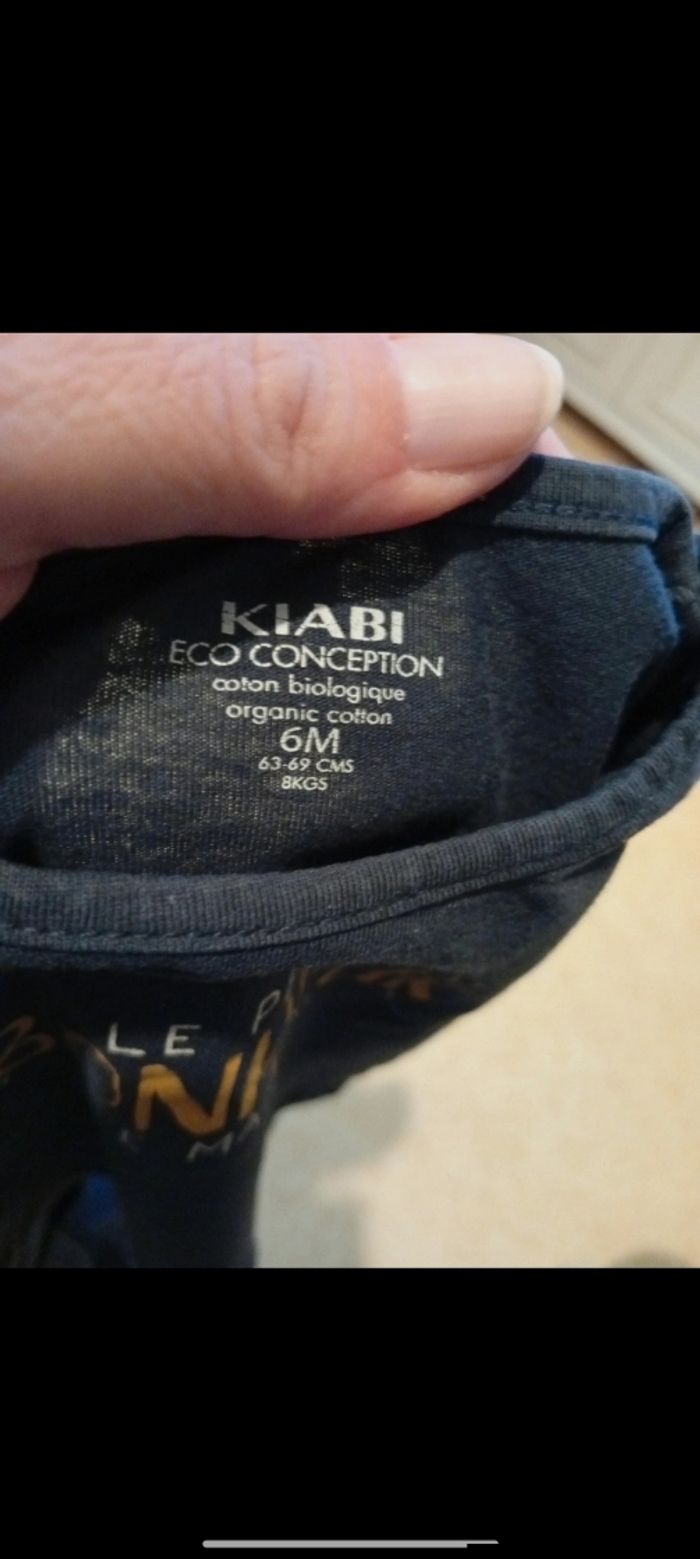 KIABI
ECO CONCEPTION
coton biologique
organic cotton
6M
63-69 CMS
8KGS
LE